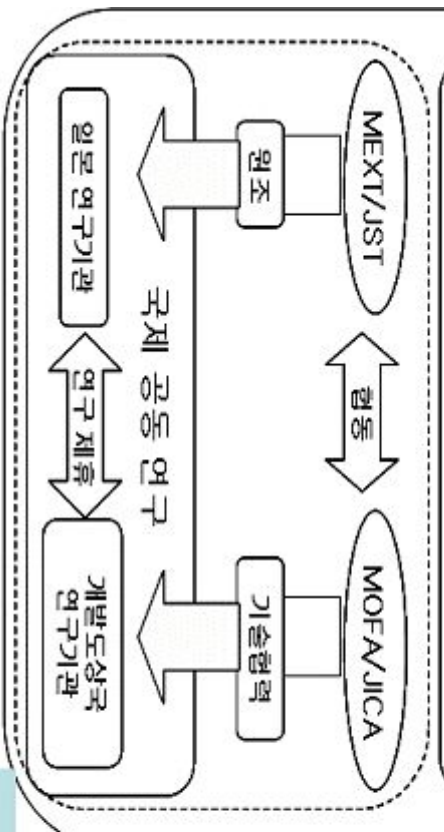 MEXT/JST
협동
MOFA/JICA
원조
기술협력
국제 공동 연구
일본 연구기관
연구 제휴
개발도상국
연구기관